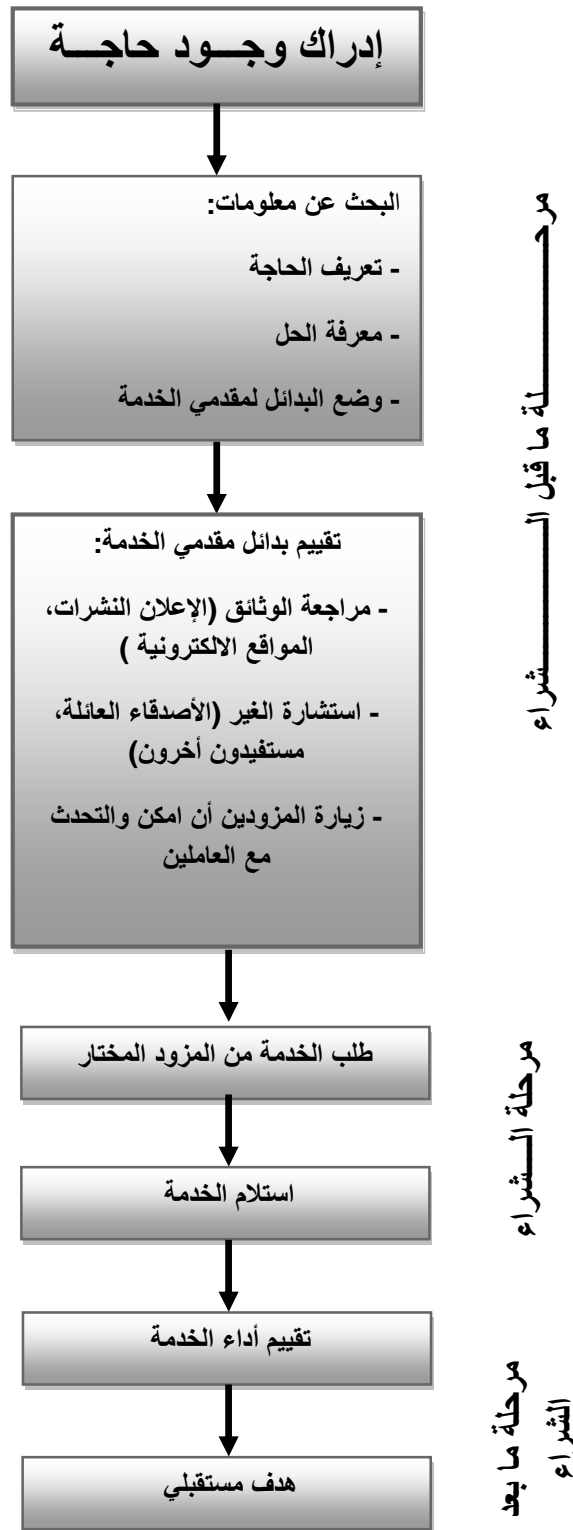 إدراك وجـــود حاجـــة
البحث عن معلومات:
- تعريف الحاجة
- معرفة الحل
- وضع البدائل لمقدمي الخدمة
مرحـــــــــــلة ما قبل الـــــــــــشراء
تقييم بدائل مقدمي الخدمة:
- مراجعة الوثائق (الإعلان النشرات،
المواقع الالكترونية )
- استشارة الغير (الأصدقاء العائلة،
مستفيدون أخرون)
- زيارة المزودين أن امكن والتحدث
مع العاملين
طلب الخدمة من المزود المختار
استلام الخدمة
مرحلة الـــشراء
تقييم أداء الخدمة
هدف مستقبلي
مرحلة ما بعد
الشراء